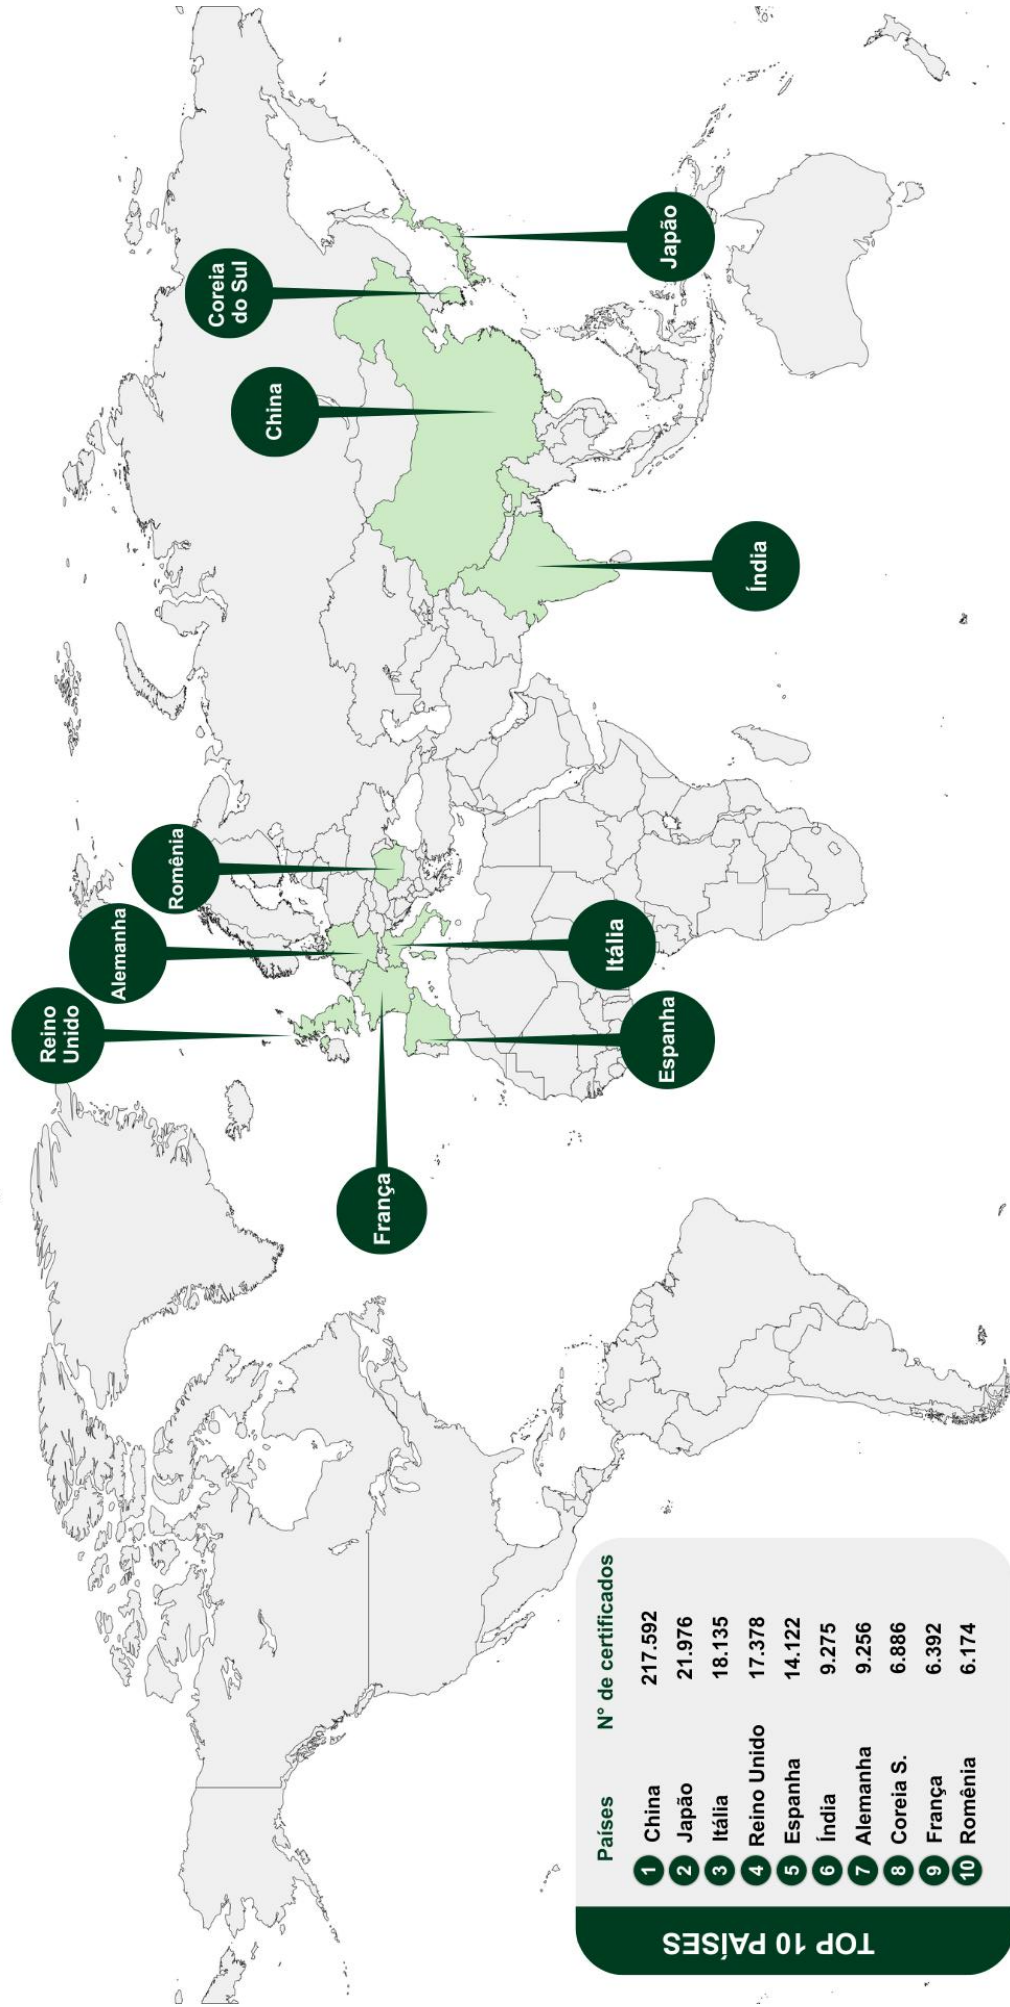 Reino
Unido
Alemanha
Romênia
Coreia
do Sul
China
França
Japão
Itália
Espanha
Índia
TOP 10 PAÍSES
Países N° de certificados
1 China 217.592
2 Japão 21.976
3 Itália 18.135
4 Reino Unido 17.378
5 Espanha 14.122
6 Índia 9.275
7 Alemanha 9.256
8 Coreia S. 6.886
9 França 6.392
10 Romênia 6.174